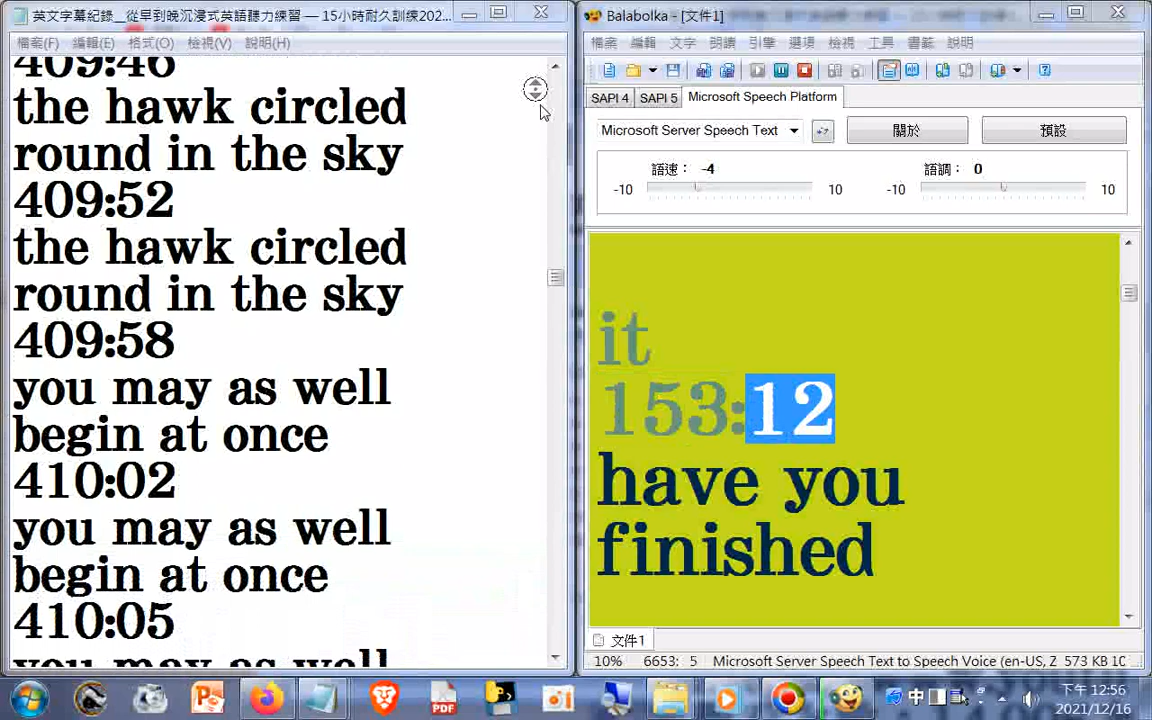 英文字幕紀錄__從早到晚沉浸式英語聽力練習 — 15小時耐久訓練202...
檔案(F) 編輯(E) 格式(O) 檢視(V) 說明(H)
409:46
the hawk circled
round in the sky
409:52
the hawk circled
round in the sky
409:58
you may as well
begin at once
410:02
you may as well
begin at once
410:05
you may as well
Balabolka - [文件1]
檔案 編輯 文字 朗讀 引擎 選項 檢視 工具 書籤 說明
SAPI 4 SAPI 5 Microsoft Speech Platform
Microsoft Server Speech Text 關於 預設
語速： -4 語調： 0
-10 10 -10 10
it
153:12
have you
finished
文件1
10% 6653: 5 Microsoft Server Speech Text to Speech Voice (en-US, Z 573 KB 10
中 下午 12:56
2021/12/16